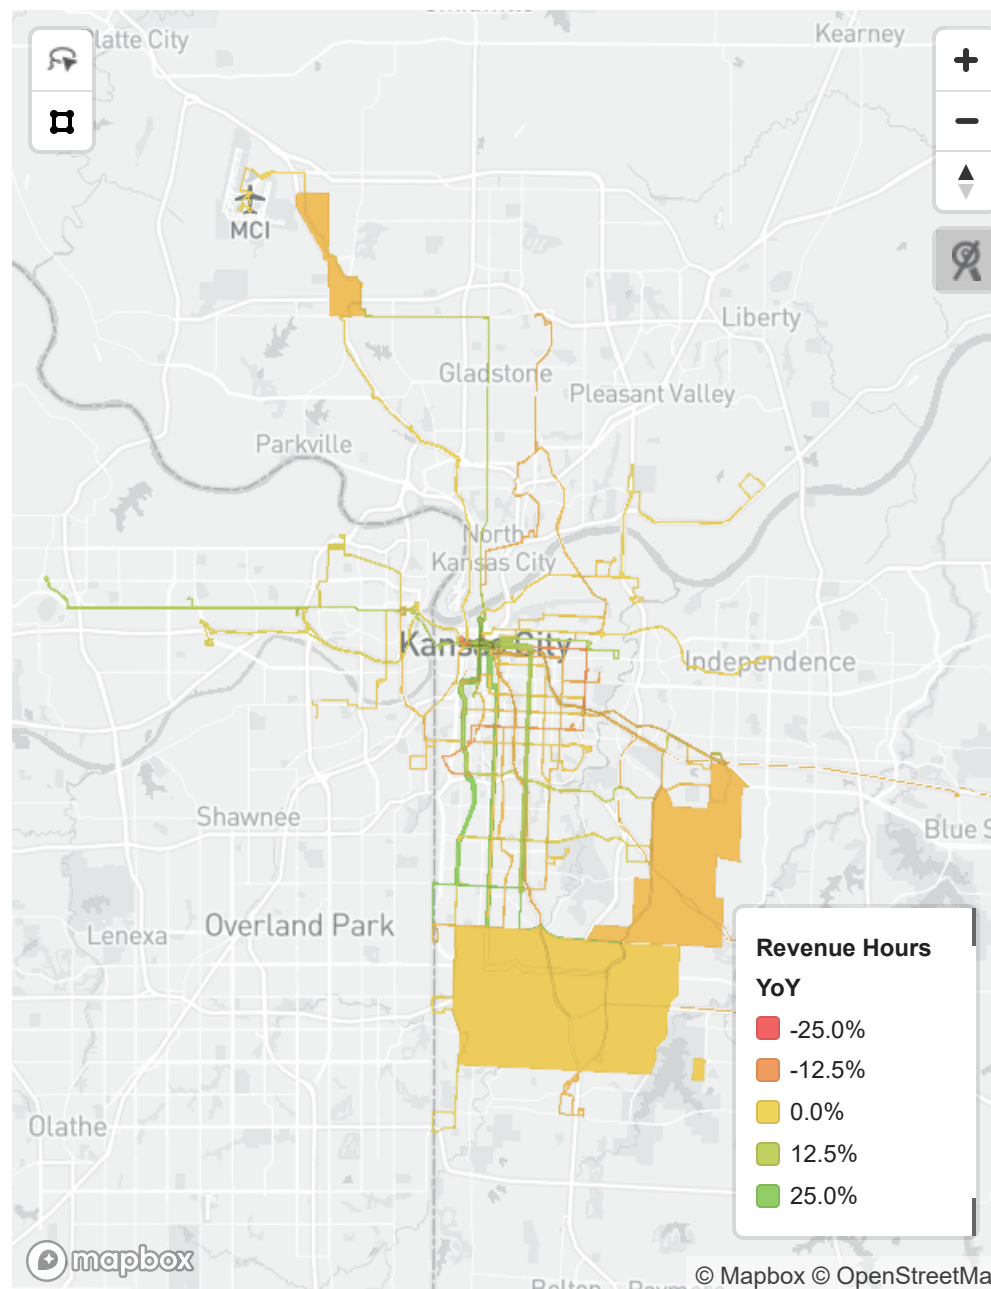 Platte City
Kearney
MCI
Liberty
Gladstone
Pleasant Valley
Parkville
North
Kansas City
Kansas City
Independence
Shawnee
Blue S
Overland Park
Lenexa
Olathe
Revenue Hours
YoY
-25.0%
-12.5%
0.0%
12.5%
25.0%
mapbox
© Mapbox © OpenStreetMa